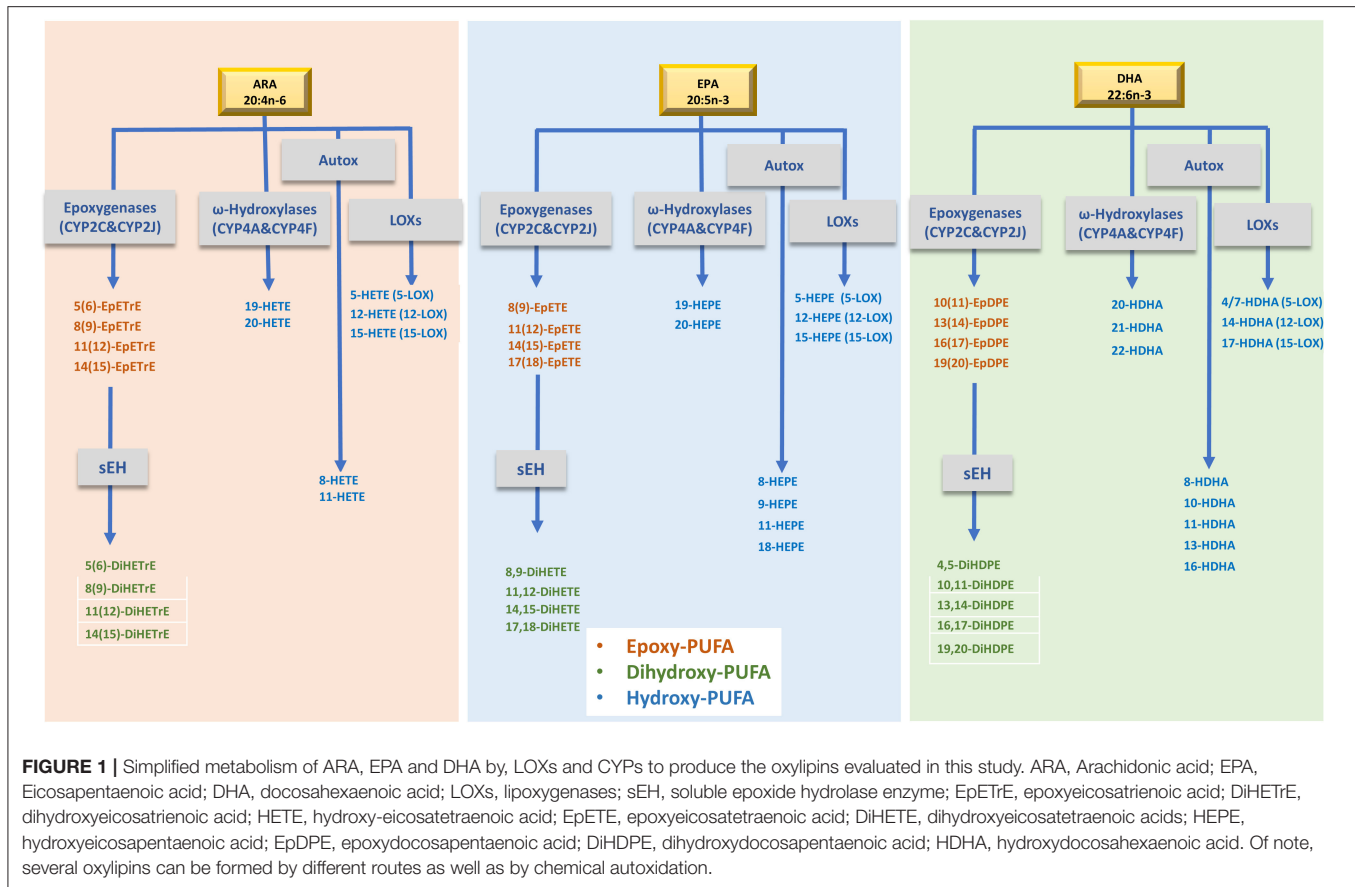 ARA
20:4n-6
Autox
Epoxygenases
(CYP2C&CYP2J)
ω-Hydroxylases
(CYP4A&CYP4F)
LOXs
5(6)-EpETrE
8(9)-EpETrE
11(12)-EpETrE
14(15)-EpETrE
19-HETE
20-HETE
5-HETE (5-LOX)
12-HETE (12-LOX)
15-HETE (15-LOX)
sEH
8-HETE
11-HETE
5(6)-DiHETrE
8(9)-DiHETrE
11(12)-DiHETrE
14(15)-DiHETrE
EPA
20:5n-3
Autox
Epoxygenases
(CYP2C&CYP2J)
ω-Hydroxylases
(CYP4A&CYP4F)
LOXs
8(9)-EpETE
11(12)-EpETE
14(15)-EpETE
17(18)-EpETE
19-HEPE
20-HEPE
5-HEPE (5-LOX)
12-HEPE (12-LOX)
15-HEPE (15-LOX)
sEH
8-HEPE
9-HEPE
11-HEPE
18-HEPE
8,9-DiHETE
11,12-DiHETE
14,15-DiHETE
17,18-DiHETE
DHA
22:6n-3
Autox
Epoxygenases
(CYP2C&CYP2J)
ω-Hydroxylases
(CYP4A&CYP4F)
LOXs
10(11)-EpDPE
13(14)-EpDPE
16(17)-EpDPE
19(20)-EpDPE
20-HDHA
21-HDHA
22-HDHA
4/7-HDHA (5-LOX)
14-HDHA (12-LOX)
17-HDHA (15-LOX)
sEH
8-HDHA
10-HDHA
11-HDHA
13-HDHA
16-HDHA
4,5-DiHDPE
10,11-DiHDPE
13,14-DiHDPE
16,17-DiHDPE
19,20-DiHDPE
• Epoxy-PUFA
• Dihydroxy-PUFA
• Hydroxy-PUFA
FIGURE 1 | Simplified metabolism of ARA, EPA and DHA by, LOXs and CYPs to produce the oxylipins evaluated in this study. ARA, Arachidonic acid; EPA,
Eicosapentaenoic acid; DHA, docosahexaenoic acid; LOXs, lipoxygenases; sEH, soluble epoxide hydrolase enzyme; EpETrE, epoxyeicosatrienoic acid; DiHETrE,
dihydroxyeicosatrienoic acid; HETE, hydroxy-eicosatetraenoic acid; EpETE, epoxyeicosatetraenoic acid; DiHETE, dihydroxyeicosatetraenoic acids; HEPE,
hydroxyeicosapentaenoic acid; EpDPE, epoxydocosapentaenoic acid; DiHDPE, dihydroxydocosapentaenoic acid; HDHA, hydroxydocosahexaenoic acid. Of note,
several oxylipins can be formed by different routes as well as by chemical autoxidation.